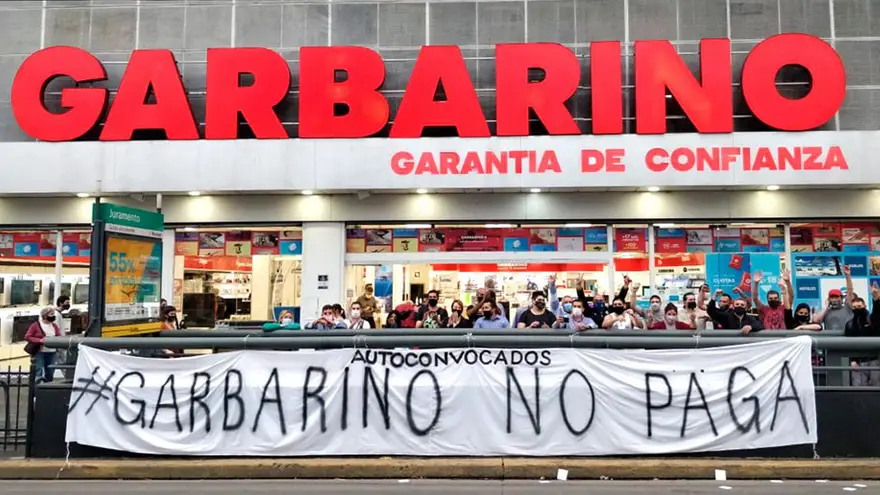 GARBARINO
GARANTIA DE CONFIANZA
Juramento
55%
AUTOCONVOCADOS
#GARBARINO NO PAGA